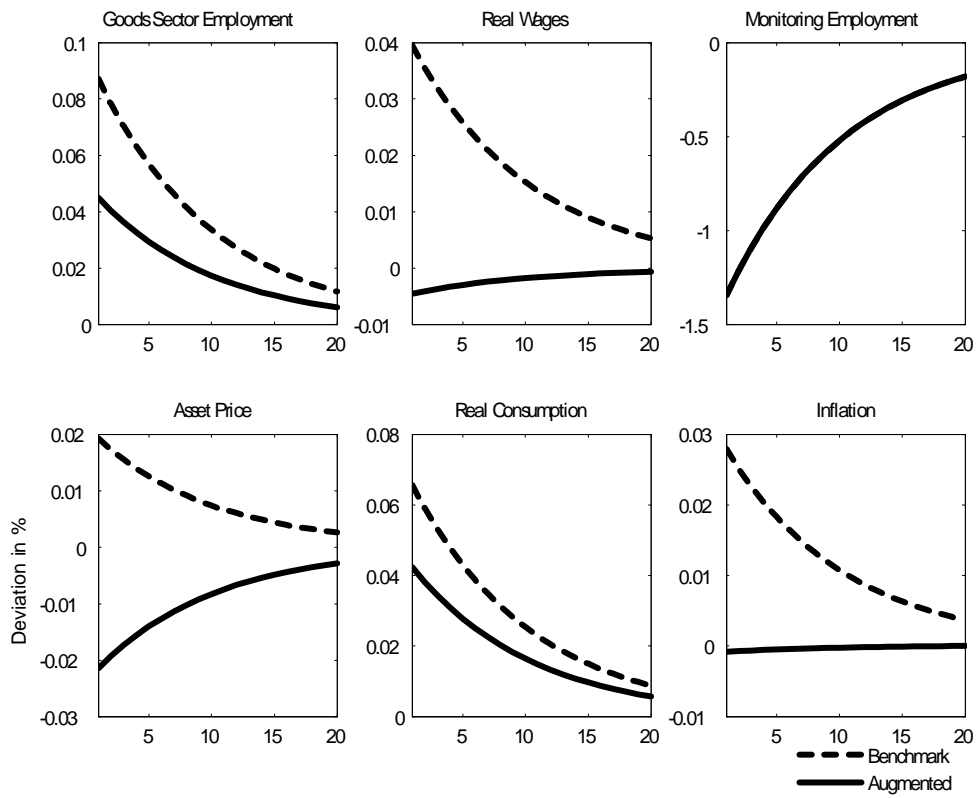 Goods Sector Employment
Real Wages
Monitoring Employment
0.1
0.08
0.06
0.04
0.02
0
5 10 15 20
0.04
0.03
0.02
0.01
0
-0.01
5 10 15 20
0
-0.5
-1
-1.5
5 10 15 20
Asset Price
Real Consumption
Inflation
Deviation in %
0.02
0.01
0
-0.01
-0.02
-0.03
5 10 15 20
0.08
0.06
0.04
0.02
0
5 10 15 20
0.03
0.02
0.01
0
-0.01
5 10 15 20
Benchmark
Augmented